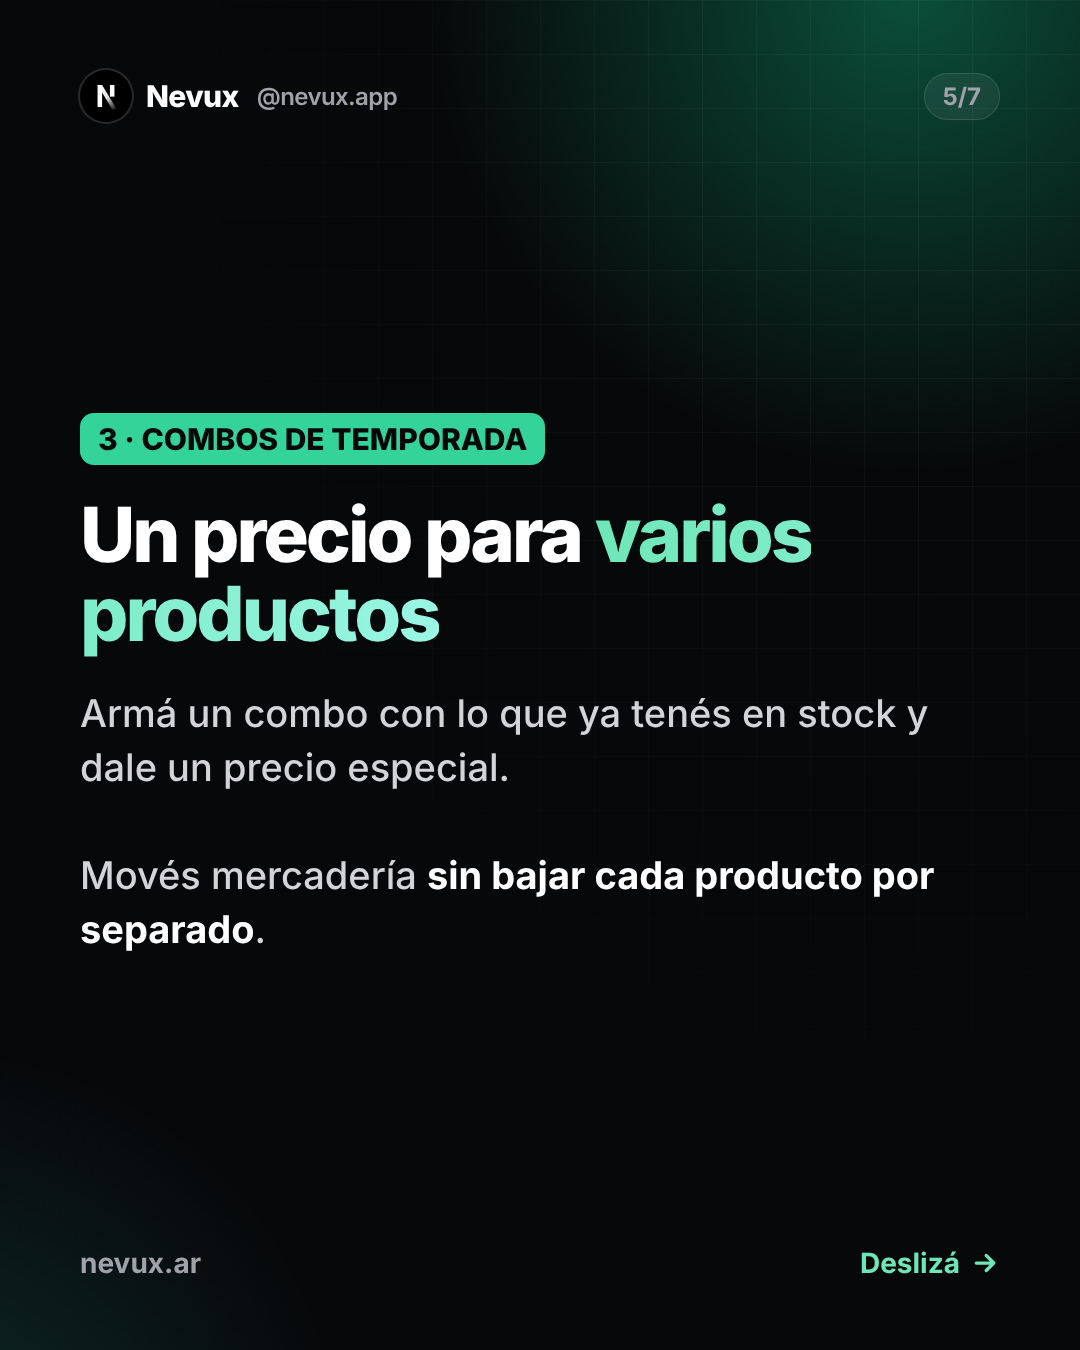 N Nevux @nevux.app 5/7
3 · COMBOS DE TEMPORADA
Un precio para varios
productos
Armá un combo con lo que ya tenés en stock y
dale un precio especial.
Movés mercadería sin bajar cada producto por
separado.
nevux.ar Deslizá →